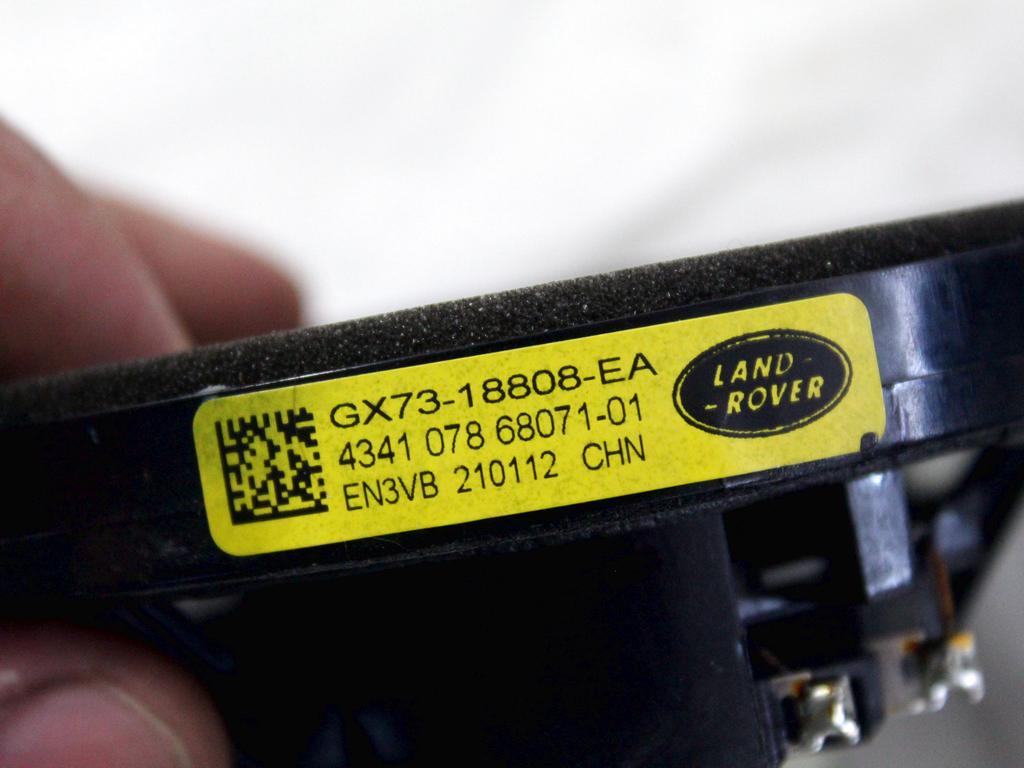 GX73-18808-EA
4341 078 68071-01
EN3VB 210112 CHN
LAND-
-ROVER